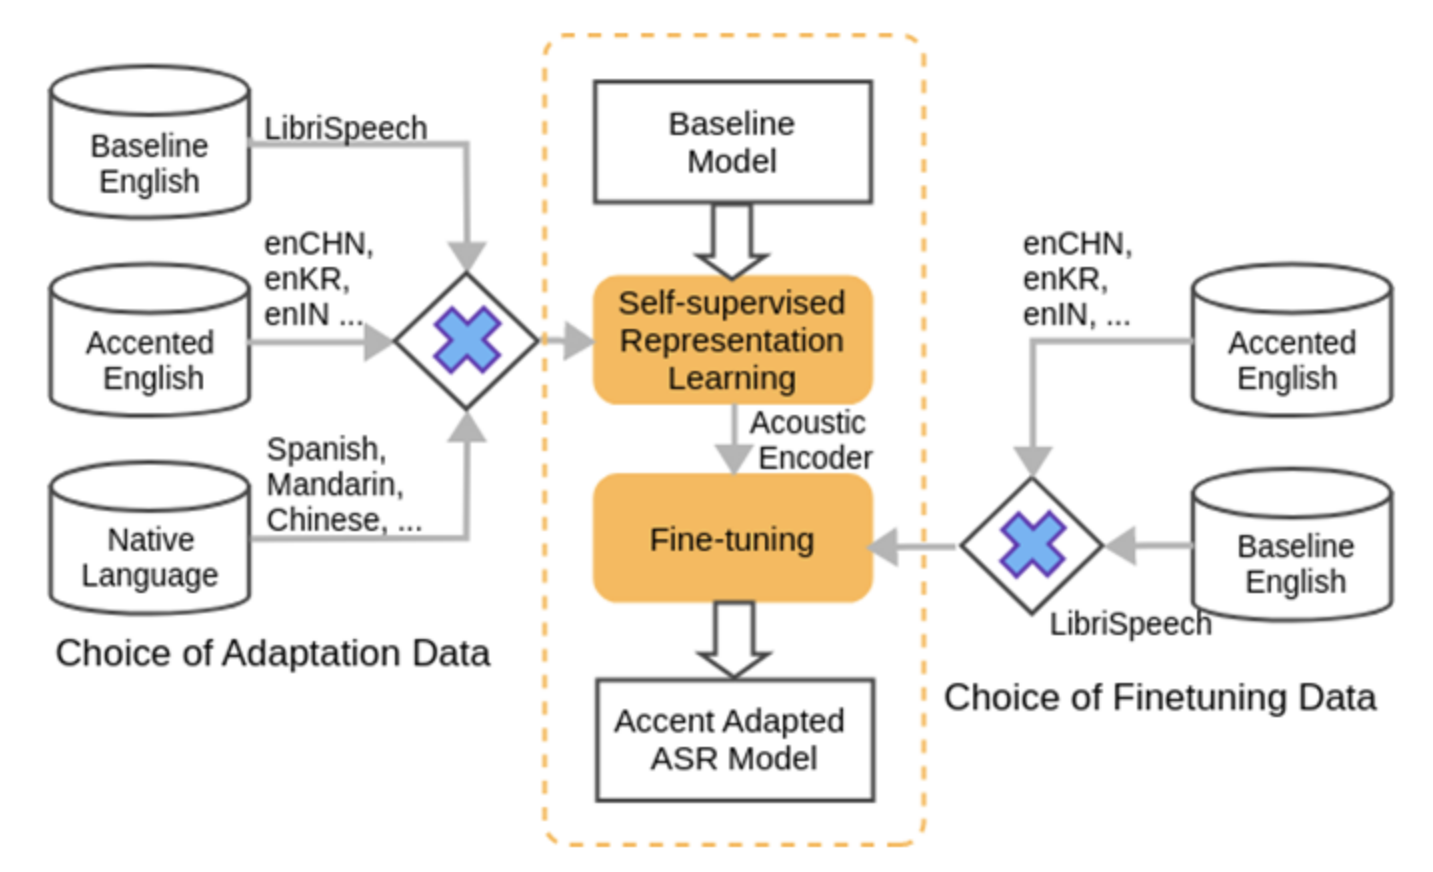 Baseline
English
LibriSpeech
Accented
English
enCHN,
enKR,
enIN ...
Native
Language
Spanish,
Mandarin,
Chinese, ...
Choice of Adaptation Data
Baseline
Model
Self-supervised
Representation
Learning
Acoustic
Encoder
Fine-tuning
Accent Adapted
ASR Model
enCHN,
enKR,
enIN, ...
Accented
English
Baseline
English
LibriSpeech
Choice of Finetuning Data